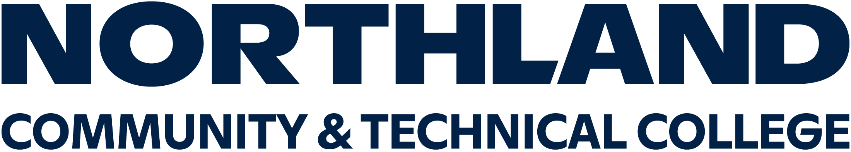 NORTHLAND
COMMUNITY & TECHNICAL COLLEGE